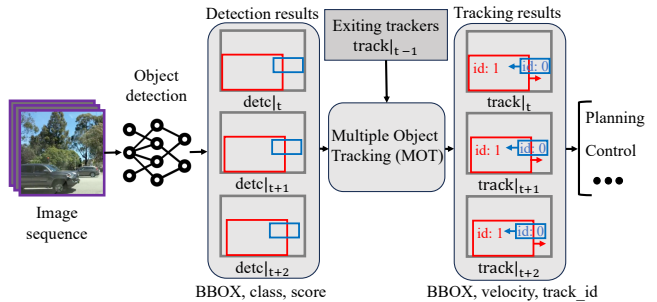 Detection results
Exiting trackers
track|t−1
Tracking results
Object
detection
detc|t
id: 1
id: 0
track|t
Multiple Object
Tracking (MOT)
Planning
Control
detc|t+1
id: 1
id: 0
track|t+1
Image
sequence
detc|t+2
id: 1
id: 0
track|t+2
BBOX, class, score
BBOX, velocity, track_id